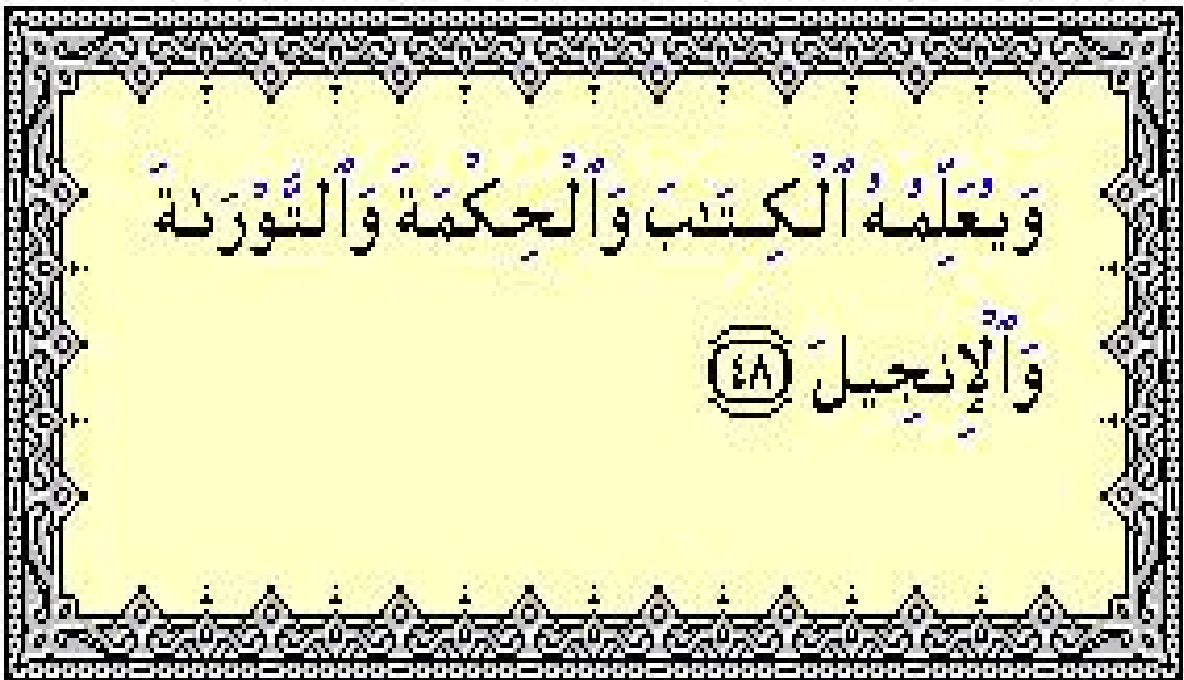 وَيُعَلِّمُهُ ٱلْكِتَٰبَ وَٱلْحِكْمَةَ وَٱلتَّوْرَىٰةَ
وَٱلْإِنجِيلَ ٤٨